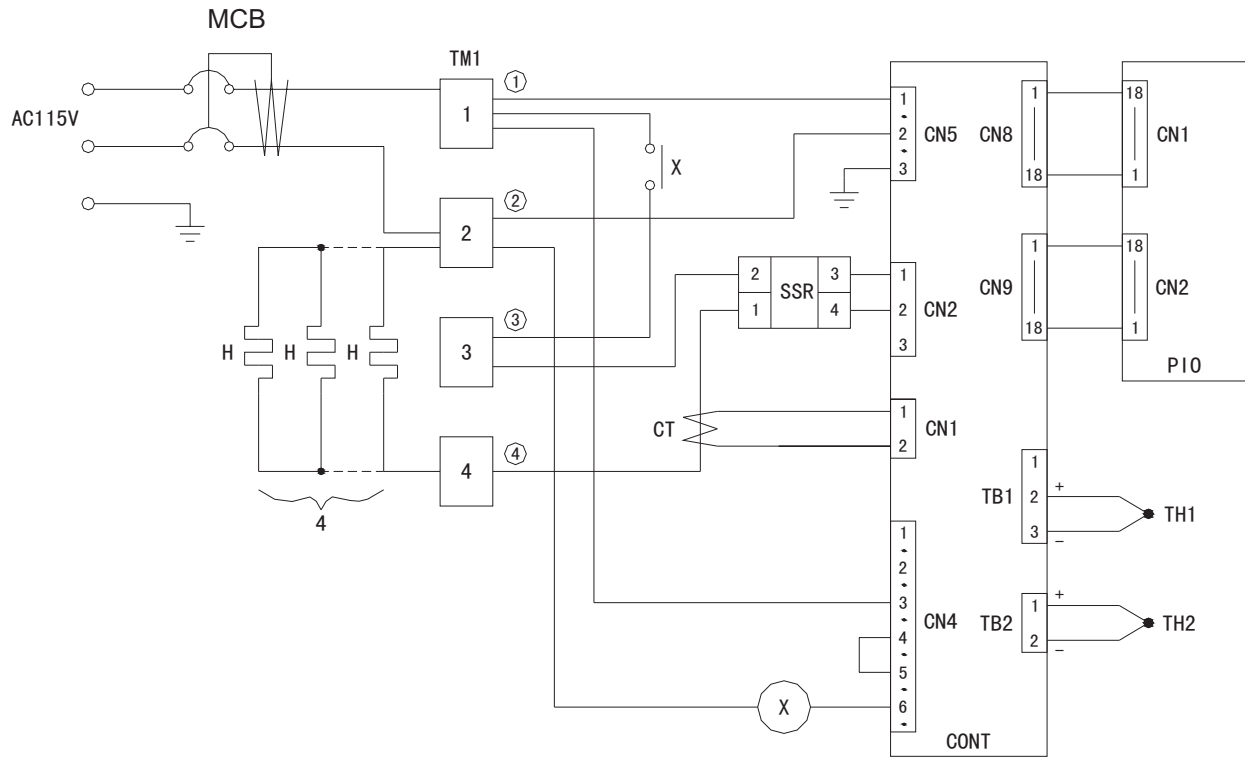 MCB
AC115V
TM1
1
2
3
4
①
②
③
④
X
H
H
H
4
2
3
SSR
1
4
CT
1
2
3
CN5
1
2
3
CN2
1
2
CN1
1
2
3
4
5
6
CN4
X
CN8
1
18
CN9
1
18
TB1
1
2
3
+
−
TH1
TB2
1
2
+
−
TH2
CONT
18
1
CN1
18
1
CN2
PIO